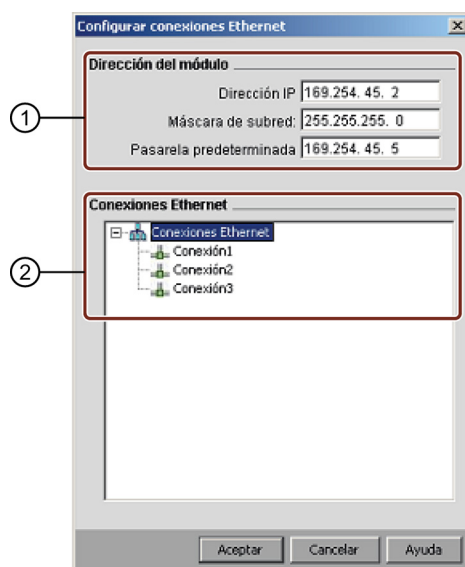 Configurar conexiones Ethernet
Dirección del módulo
Dirección IP 169.254. 45. 2
Máscara de subred: 255.255.255. 0
Pasarela predeterminada 169.254. 45. 5
1
Conexiones Ethernet
Conexiones Ethernet
Conexión1
Conexión2
Conexión3
2
Aceptar Cancelar Ayuda